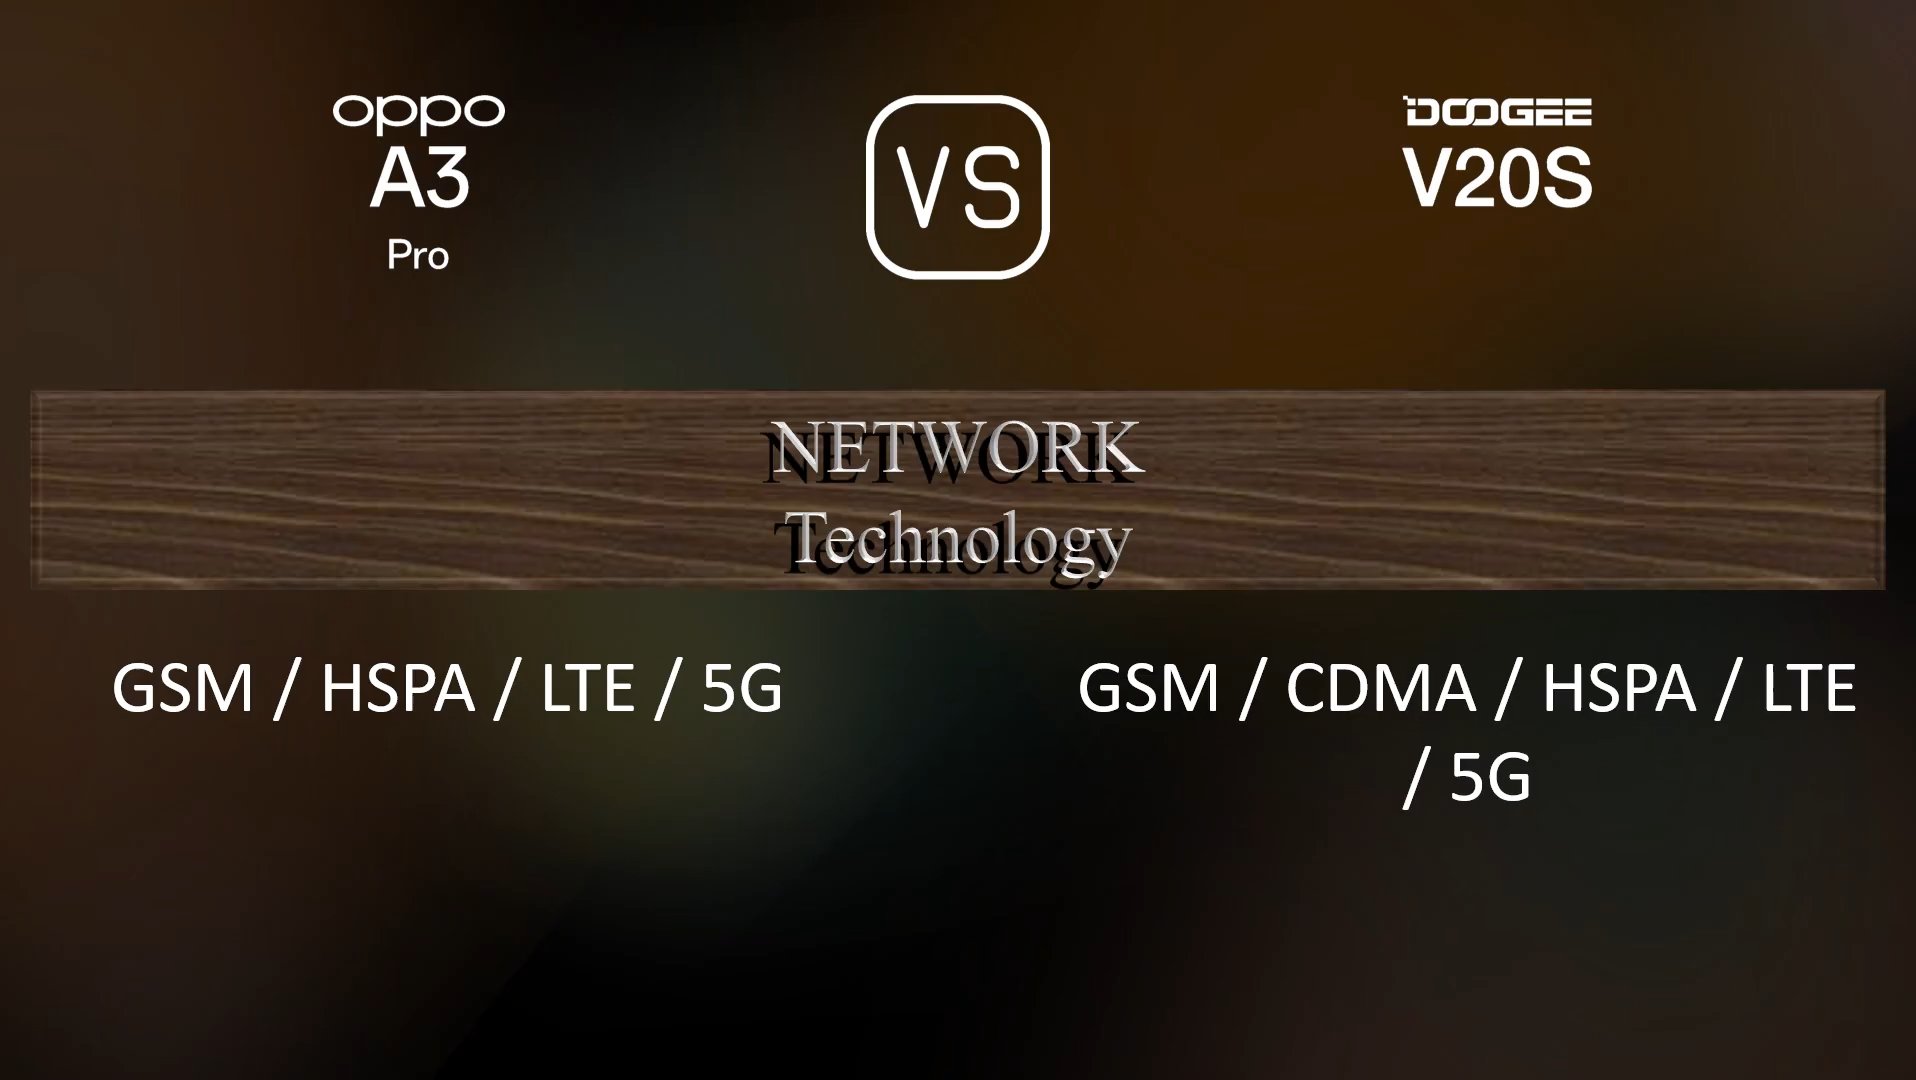 oppo
A3
Pro
VS
DOOGEE
V20S
NETWORK
Technology
GSM / HSPA / LTE / 5G
GSM / CDMA / HSPA / LTE
/ 5G